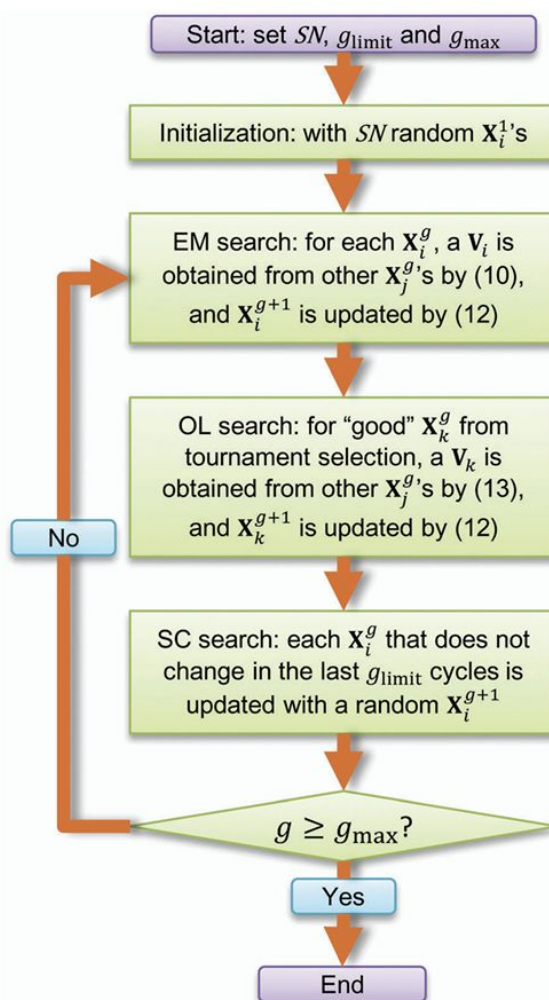 Start: set SN, g_limit and g_max
Initialization: with SN random X_i^1's
EM search: for each X_i^g, a V_i is
obtained from other X_j^g's by (10),
and X_i^{g+1} is updated by (12)
OL search: for “good” X_k^g from
tournament selection, a V_k is
obtained from other X_j^g's by (13),
and X_k^{g+1} is updated by (12)
No
SC search: each X_i^g that does not
change in the last g_limit cycles is
updated with a random X_i^{g+1}
g ≥ g_max?
Yes
End